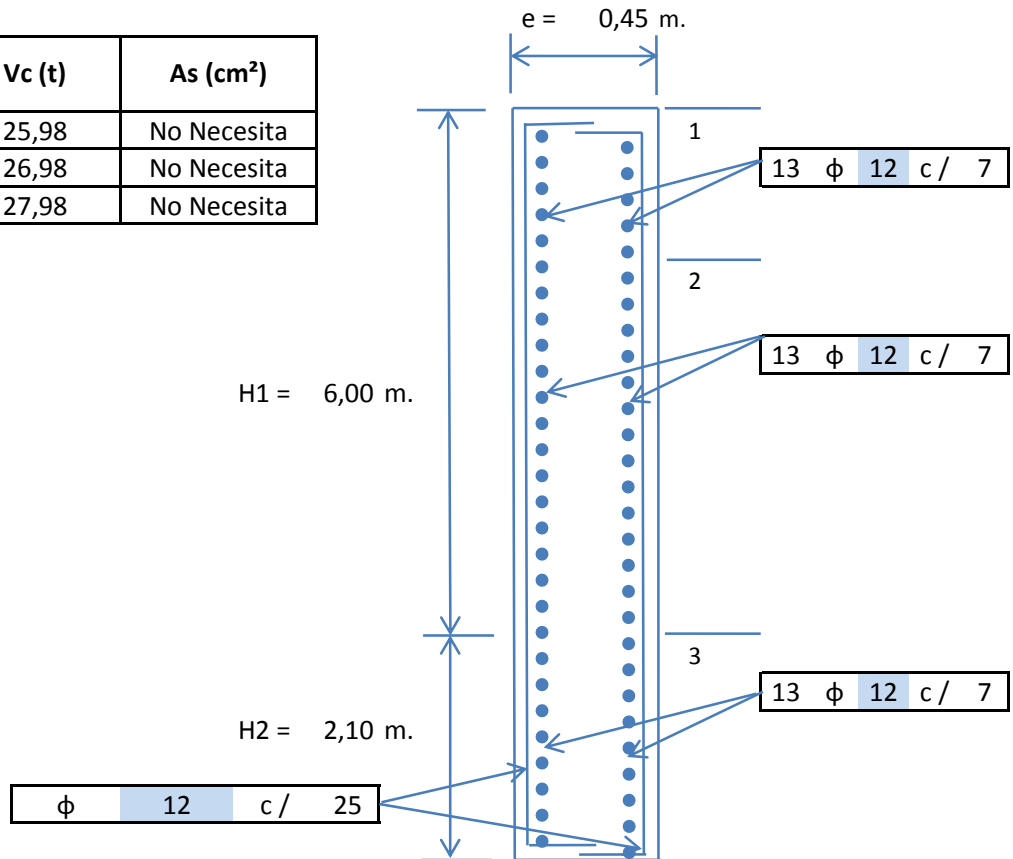 e = 0,45 m.
Vc (t) As (cm²)
25,98 No Necesita
26,98 No Necesita
27,98 No Necesita
1
13 ϕ 12 c / 7
2
13 ϕ 12 c / 7
H1 = 6,00 m.
3
13 ϕ 12 c / 7
H2 = 2,10 m.
ϕ 12 c / 25